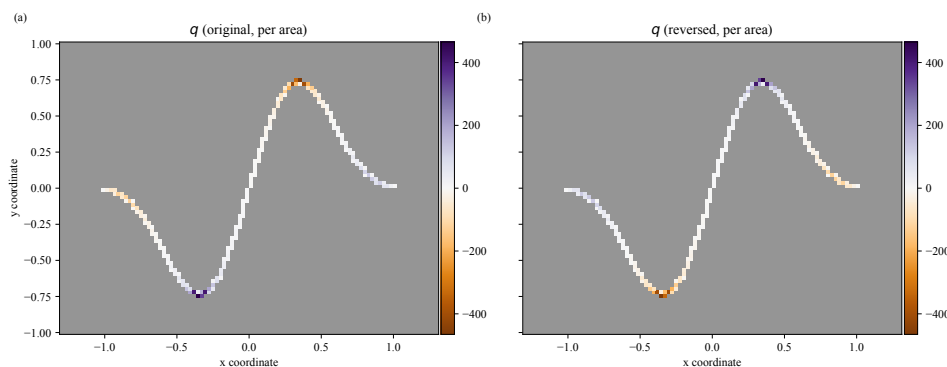 (a)
q (original, per area)
1.00
0.75
0.50
0.25
0.00
−0.25
−0.50
−0.75
−1.00
y coordinate
−1.0 −0.5 0.0 0.5 1.0
x coordinate
400
200
0
−200
−400
(b)
q (reversed, per area)
−1.0 −0.5 0.0 0.5 1.0
x coordinate
400
200
0
−200
−400